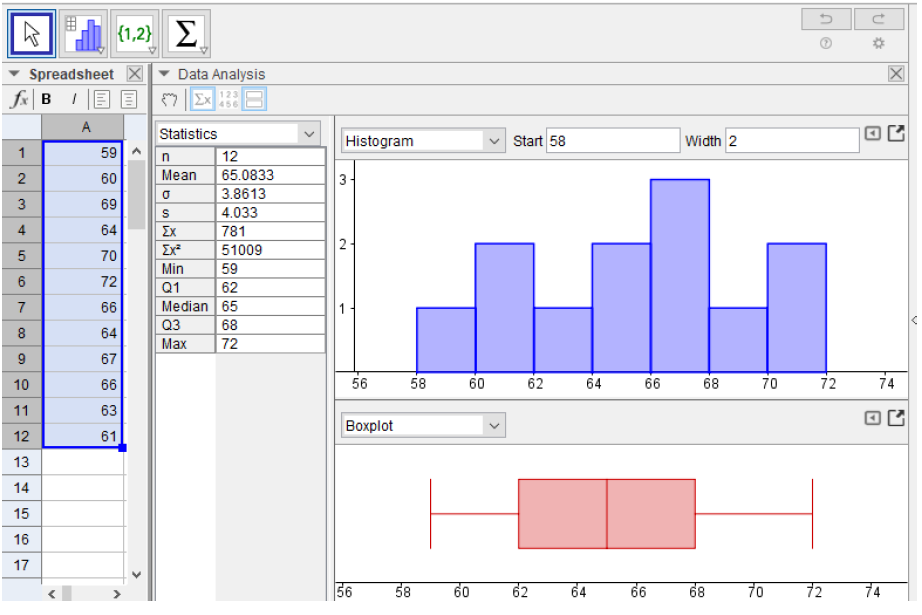 {1,2} Σ
Spreadsheet
fx B I
A
1 59
2 60
3 69
4 64
5 70
6 72
7 66
8 64
9 67
10 66
11 63
12 61
13
14
15
16
17
Data Analysis
Σx 123 456
Statistics
n 12
Mean 65.0833
σ 3.8613
s 4.033
Σx 781
Σx² 51009
Min 59
Q1 62
Median 65
Q3 68
Max 72
Histogram Start 58 Width 2
3
2
1
56 58 60 62 64 66 68 70 72 74
Boxplot
56 58 60 62 64 66 68 70 72 74